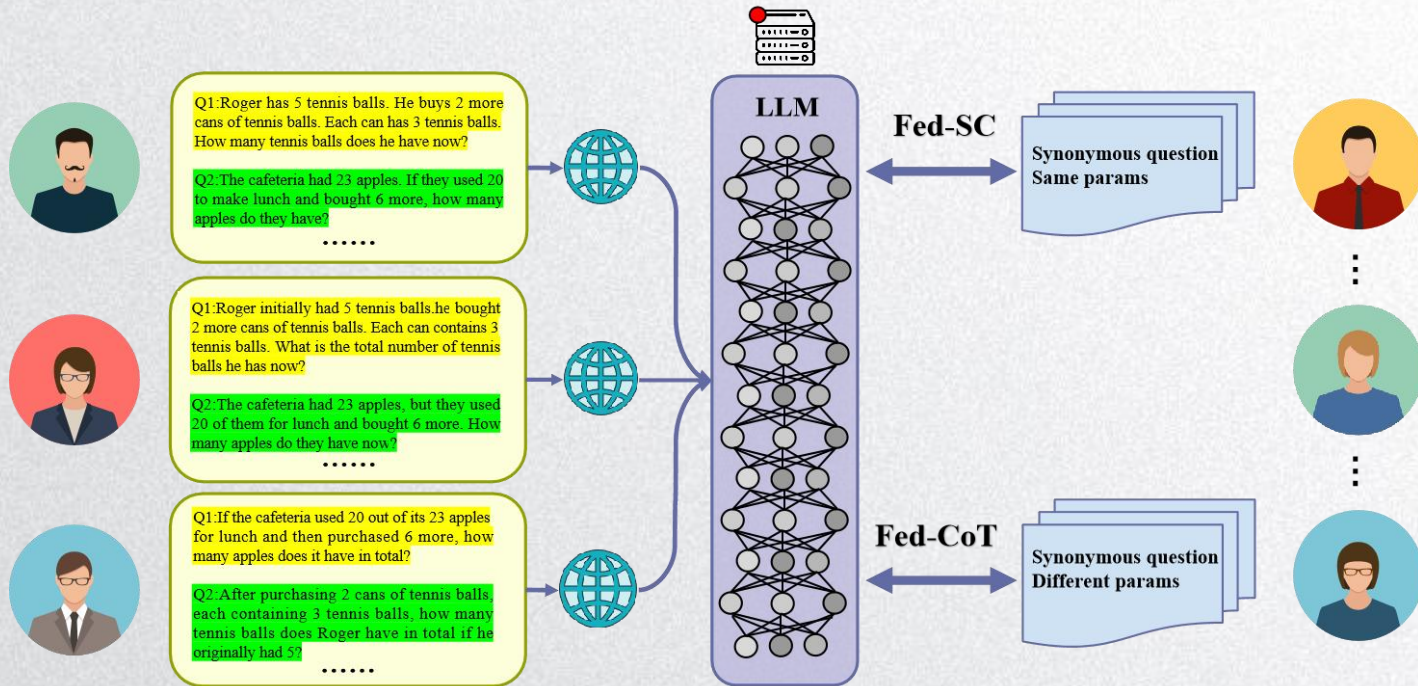 Q1:Roger has 5 tennis balls. He buys 2 more
cans of tennis balls. Each can has 3 tennis balls.
How many tennis balls does he have now?
Q2:The cafeteria had 23 apples. If they used 20
to make lunch and bought 6 more, how many
apples do they have?
......
Q1:Roger initially had 5 tennis balls.he bought
2 more cans of tennis balls. Each can contains 3
tennis balls. What is the total number of tennis
balls he has now?
Q2:The cafeteria had 23 apples, but they used
20 of them for lunch and bought 6 more. How
many apples do they have now?
......
Q1:If the cafeteria used 20 out of its 23 apples
for lunch and then purchased 6 more, how
many apples does it have in total?
Q2:After purchasing 2 cans of tennis balls,
each containing 3 tennis balls, how many
tennis balls does Roger have in total if he
originally had 5?
......
LLM
Fed-SC
Synonymous question
Same params
Fed-CoT
Synonymous question
Different params